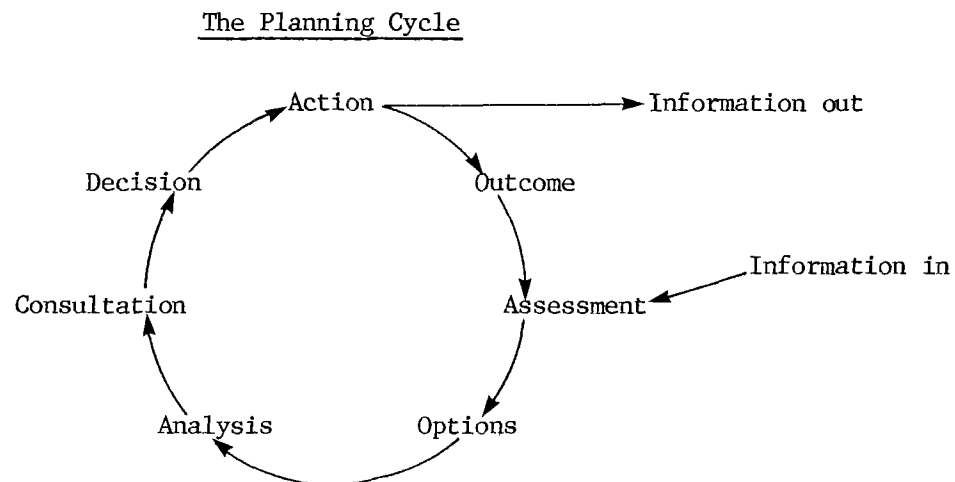 The Planning Cycle
Action
Information out
Decision
Outcome
Information in
Consultation
Assessment
Analysis
Options